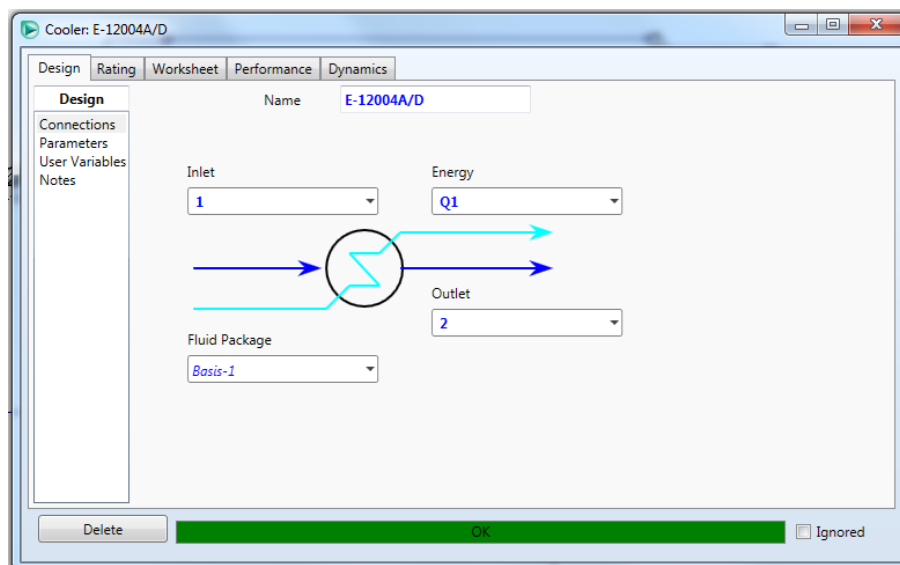 Cooler: E-12004A/D
Design Rating Worksheet Performance Dynamics
Design
Connections
Parameters
User Variables
Notes
Name E-12004A/D
Inlet Energy
1 Q1
Outlet
2
Fluid Package
Basis-1
Delete OK Ignored